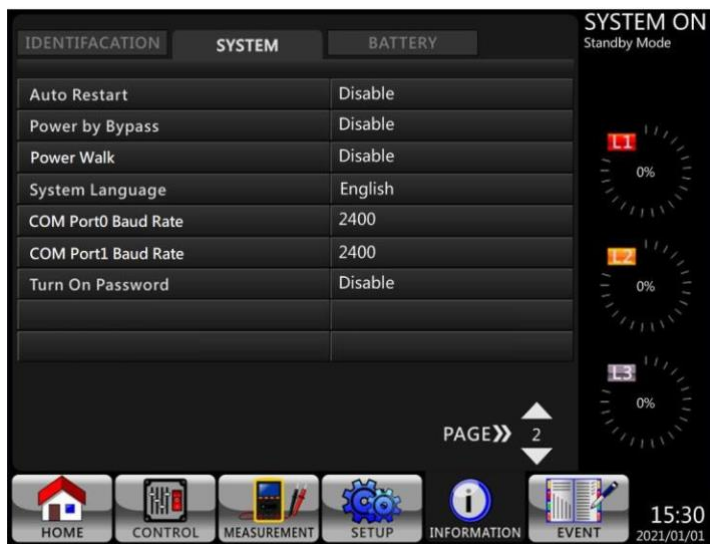 SYSTEM ON
Standby Mode
IDENTIFACATION SYSTEM BATTERY
Auto Restart Disable
Power by Bypass Disable
Power Walk Disable
System Language English
COM Port0 Baud Rate 2400
COM Port1 Baud Rate 2400
Turn On Password Disable
L1
0%
L2
0%
L3
0%
PAGE 2
HOME CONTROL MEASUREMENT SETUP INFORMATION EVENT
15:30
2021/01/01